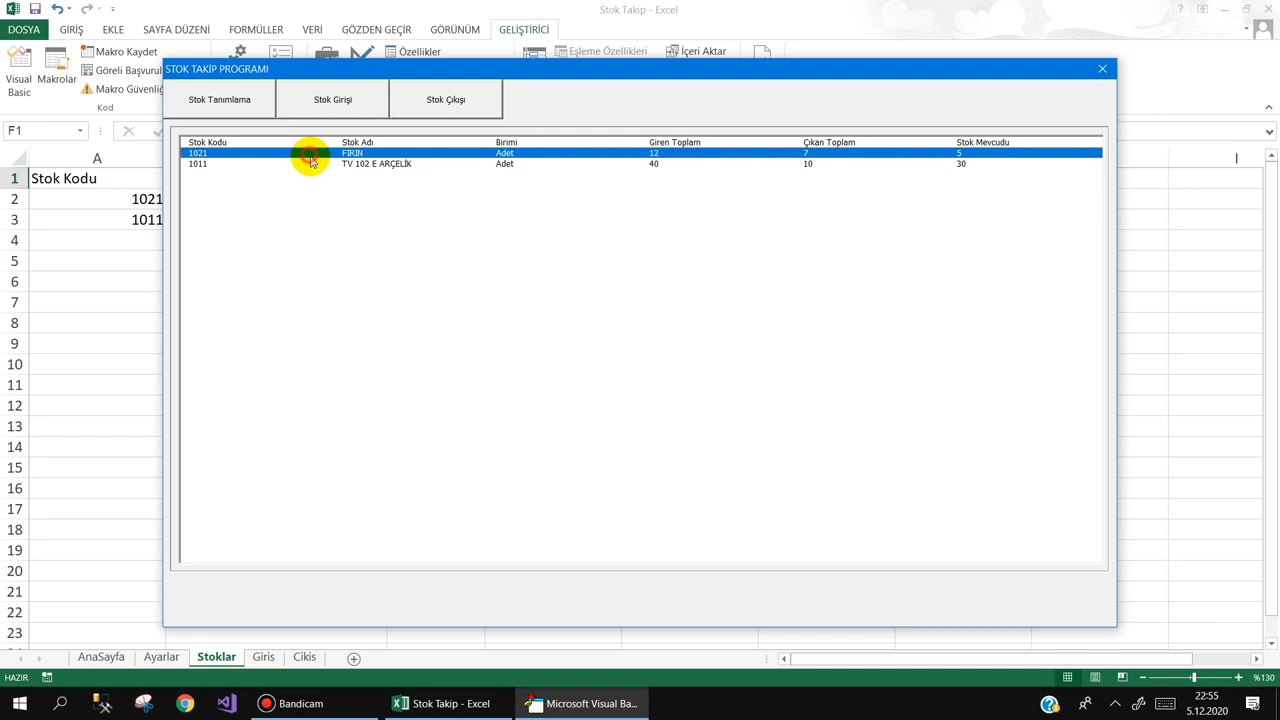 Stok Takip - Excel
DOSYA GİRİŞ EKLE SAYFA DÜZENİ FORMÜLLER VERİ GÖZDEN GEÇİR GÖRÜNÜM GELİŞTİRİCİ
Visual Basic
Makrolar
Makro Kaydet
Göreli Başvuru
Makro Güvenliğ
Kod
Özellikler
Eşleme Özellikleri
İçeri Aktar
STOK TAKİP PROGRAMI
Stok Tanımlama Stok Girişi Stok Çıkışı
F1
Stok Kodu Stok Adı Birimi Giren Toplam Çıkan Toplam Stok Mevcudu
1021 FIRIN Adet 12 7 5
1011 TV 102 E ARÇELİK Adet 40 10 30
A I
1 Stok Kodu
2 1021
3 1011
4
5
6
7
8
9
10
11
12
13
14
15
16
17
18
19
20
21
22
23
AnaSayfa Ayarlar Stoklar Giris Cikis
HAZIR
%130
Bandicam
Stok Takip - Excel
Microsoft Visual Ba...
22:55
5.12.2020